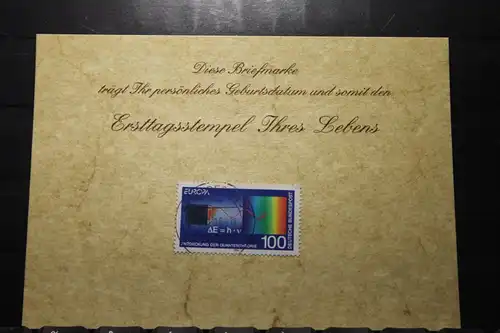 Diese Briefmarke
trägt Ihr persönliches Geburtsdatum und somit den
Ersttagsstempel Ihres Lebens
EUROPA
ΔE = h · ν
ENTDECKUNG DER QUANTENTHEORIE
100
DEUTSCHE BUNDESPOST